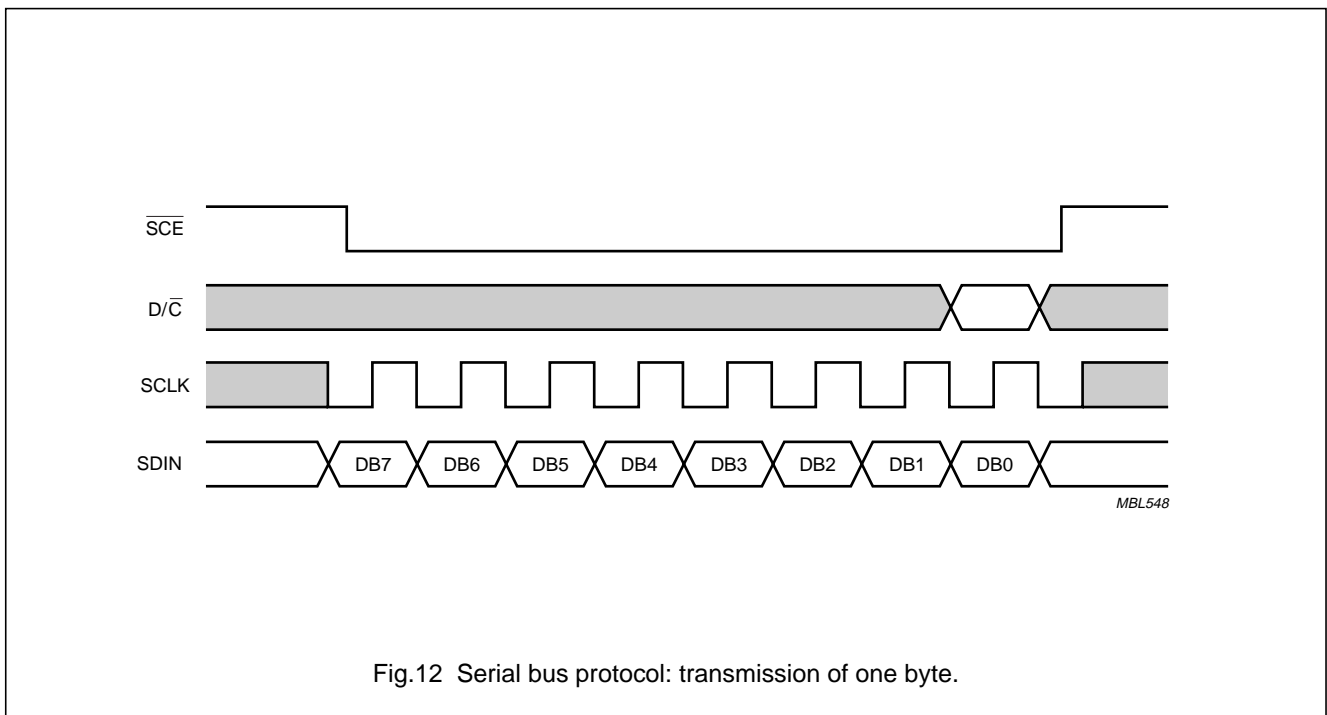 S̅C̅E̅
D/C̅
SCLK
SDIN DB7 DB6 DB5 DB4 DB3 DB2 DB1 DB0
MBL548
Fig.12 Serial bus protocol: transmission of one byte.